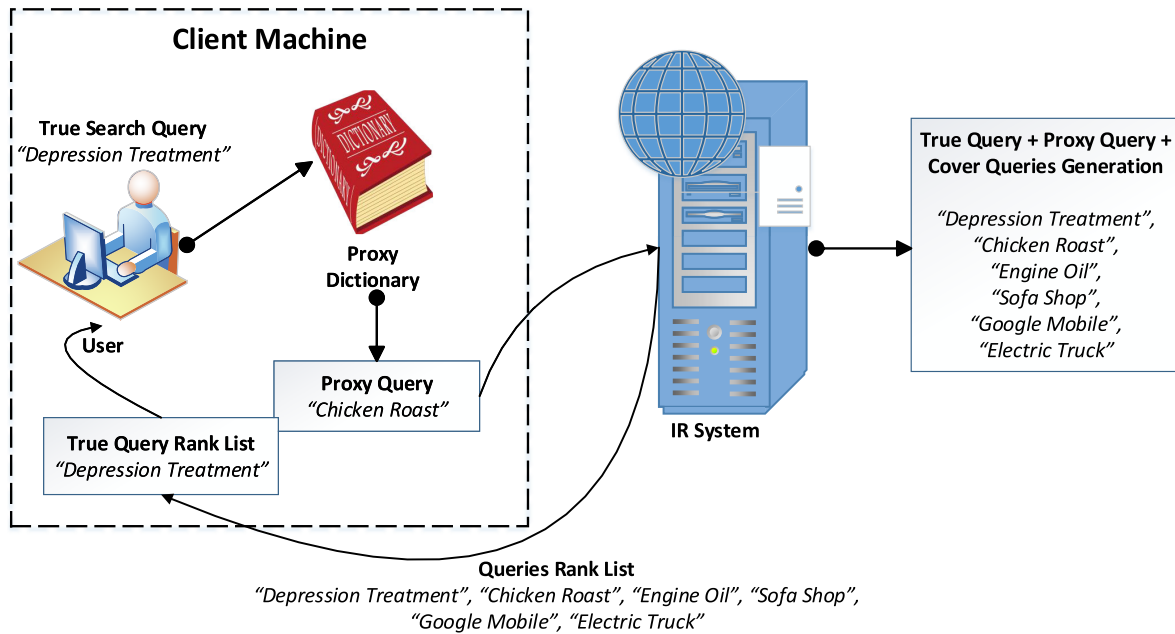 Client Machine
True Search Query
“Depression Treatment”
DICTIONARY
DICTIONARY
Proxy
Dictionary
User
Proxy Query
“Chicken Roast”
True Query Rank List
“Depression Treatment”
IR System
True Query + Proxy Query +
Cover Queries Generation
“Depression Treatment”,
“Chicken Roast”,
“Engine Oil”,
“Sofa Shop”,
“Google Mobile”,
“Electric Truck”
Queries Rank List
“Depression Treatment”, “Chicken Roast”, “Engine Oil”, “Sofa Shop”,
“Google Mobile”, “Electric Truck”